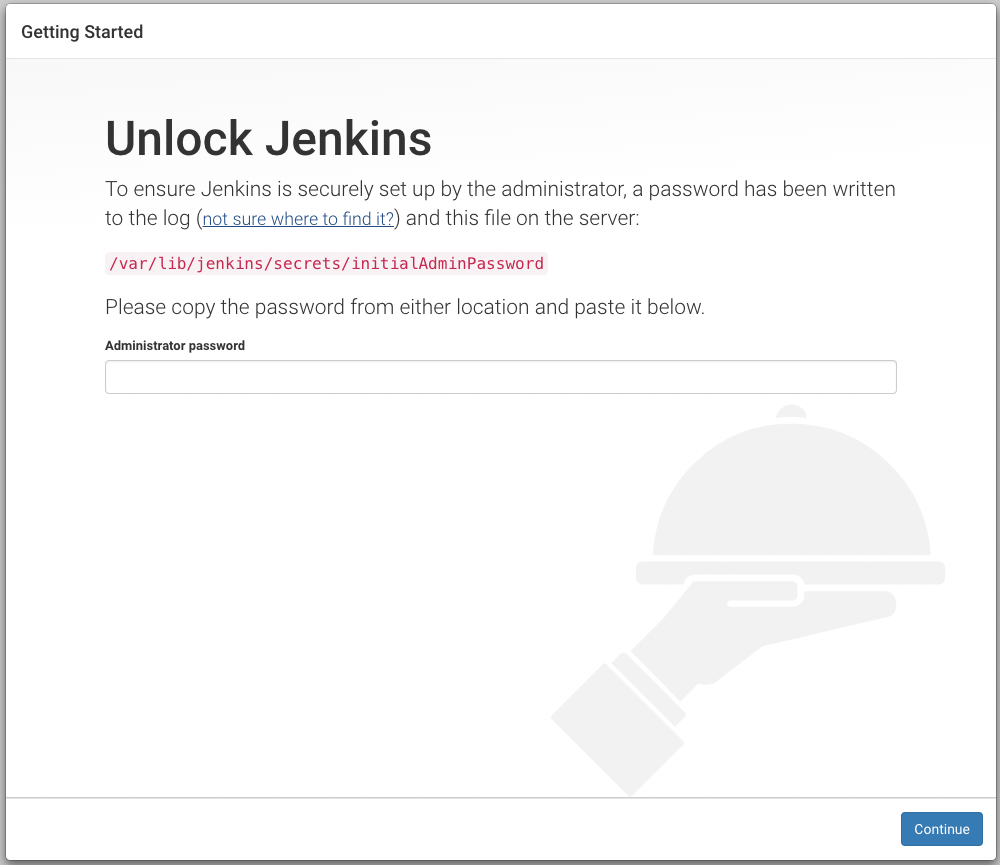 Getting Started
Unlock Jenkins
To ensure Jenkins is securely set up by the administrator, a password has been written
to the log (not sure where to find it?) and this file on the server:
/var/lib/jenkins/secrets/initialAdminPassword
Please copy the password from either location and paste it below.
Administrator password
Continue